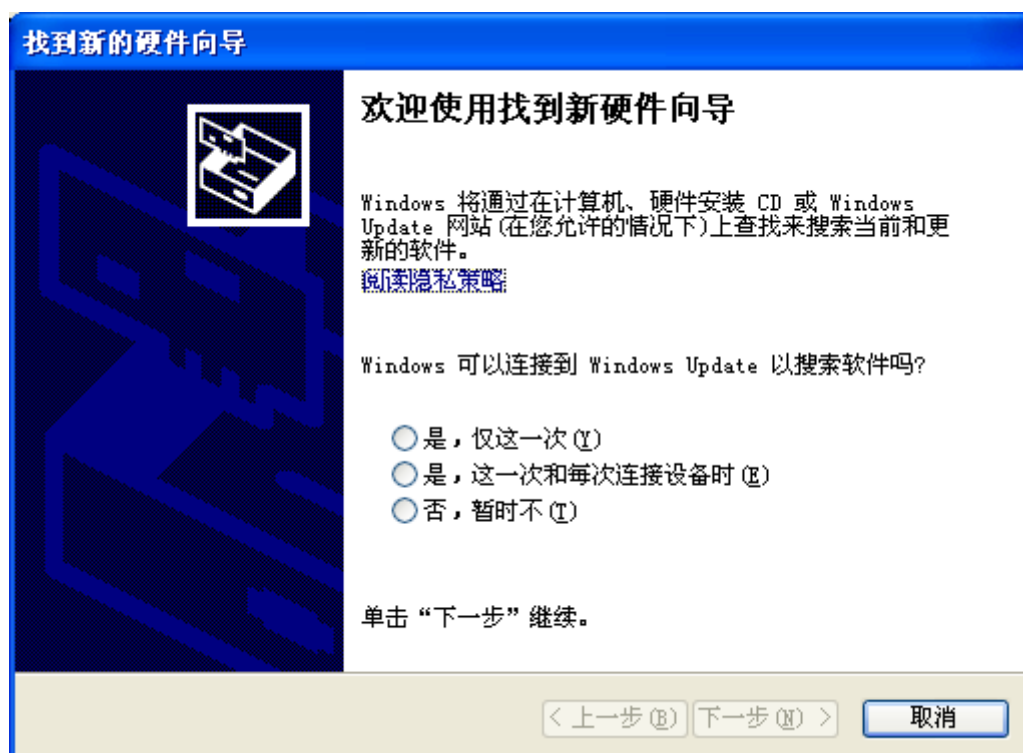 找到新的硬件向导
欢迎使用找到新硬件向导
Windows 将通过在计算机、硬件安装 CD 或 Windows
Update 网站(在您允许的情况下)上查找来搜索当前和更
新的软件。
阅读隐私策略
Windows 可以连接到 Windows Update 以搜索软件吗?
是，仅这一次(Y)
是，这一次和每次连接设备时(E)
否，暂时不(T)
单击“下一步”继续。
< 上一步(B) 下一步(N) > 取消